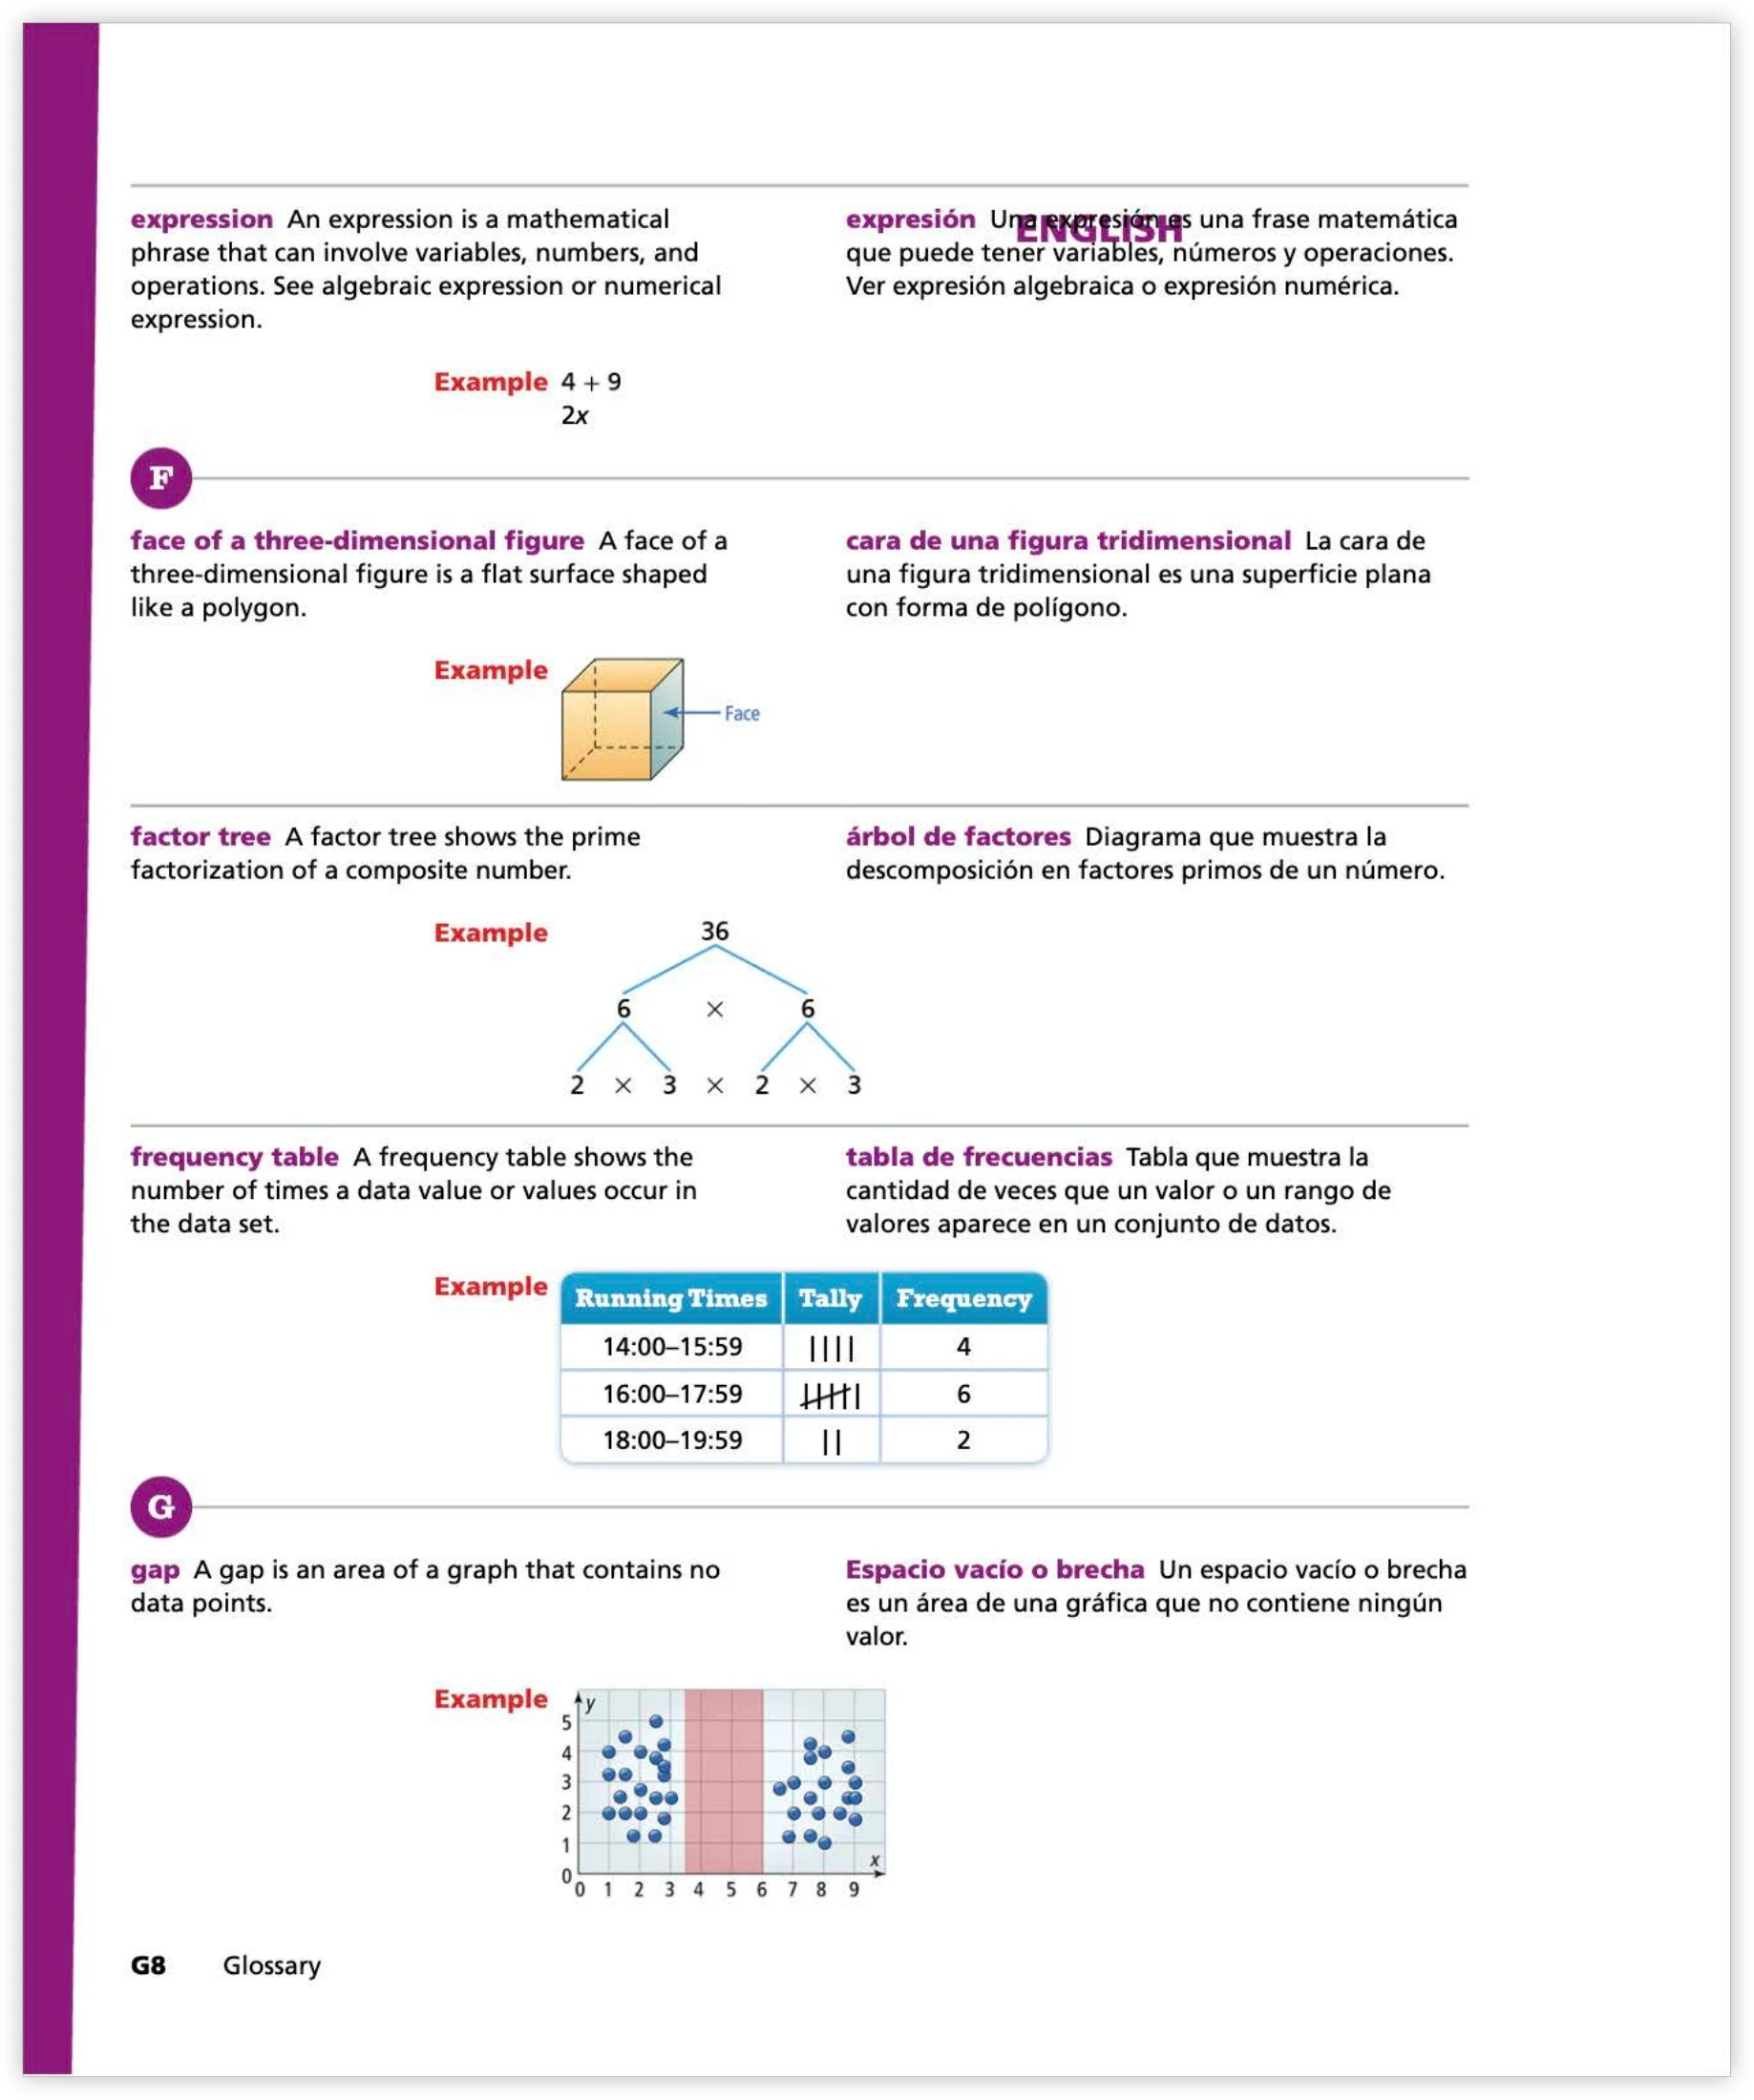 ENGLISH
expression An expression is a mathematical
phrase that can involve variables, numbers, and
operations. See algebraic expression or numerical
expression.
expresión Una expresión es una frase matemática
que puede tener variables, números y operaciones.
Ver expresión algebraica o expresión numérica.
Example 4 + 9
2x
F
face of a three-dimensional figure A face of a
three-dimensional figure is a flat surface shaped
like a polygon.
cara de una figura tridimensional La cara de
una figura tridimensional es una superficie plana
con forma de polígono.
Example
Face
factor tree A factor tree shows the prime
factorization of a composite number.
árbol de factores Diagrama que muestra la
descomposición en factores primos de un número.
Example
36
6 × 6
2 × 3 × 2 × 3
frequency table A frequency table shows the
number of times a data value or values occur in
the data set.
tabla de frecuencias Tabla que muestra la
cantidad de veces que un valor o un rango de
valores aparece en un conjunto de datos.
Example
Running Times Tally Frequency
14:00–15:59 |||| 4
16:00–17:59 6
18:00–19:59 || 2
G
gap A gap is an area of a graph that contains no
data points.
Espacio vacío o brecha Un espacio vacío o brecha
es un área de una gráfica que no contiene ningún
valor.
Example
y
5
4
3
2
1
0
x
0 1 2 3 4 5 6 7 8 9
G8 Glossary